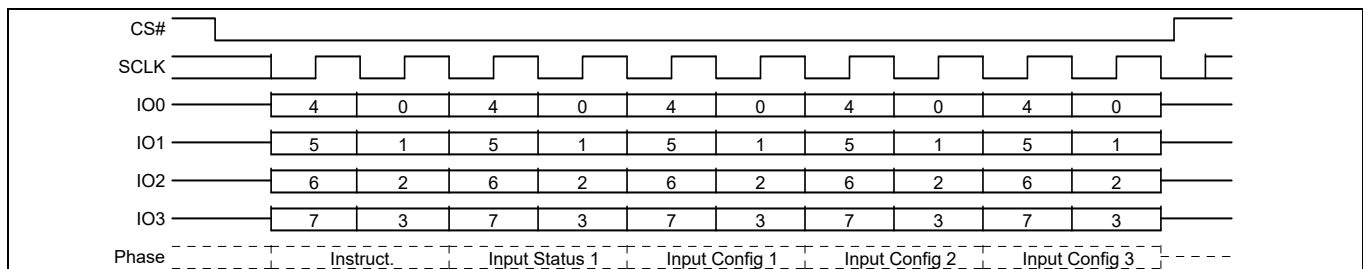 CS#
SCLK
IO0 4 0 4 0 4 0 4 0 4 0
IO1 5 1 5 1 5 1 5 1 5 1
IO2 6 2 6 2 6 2 6 2 6 2
IO3 7 3 7 3 7 3 7 3 7 3
Phase Instruct. Input Status 1 Input Config 1 Input Config 2 Input Config 3